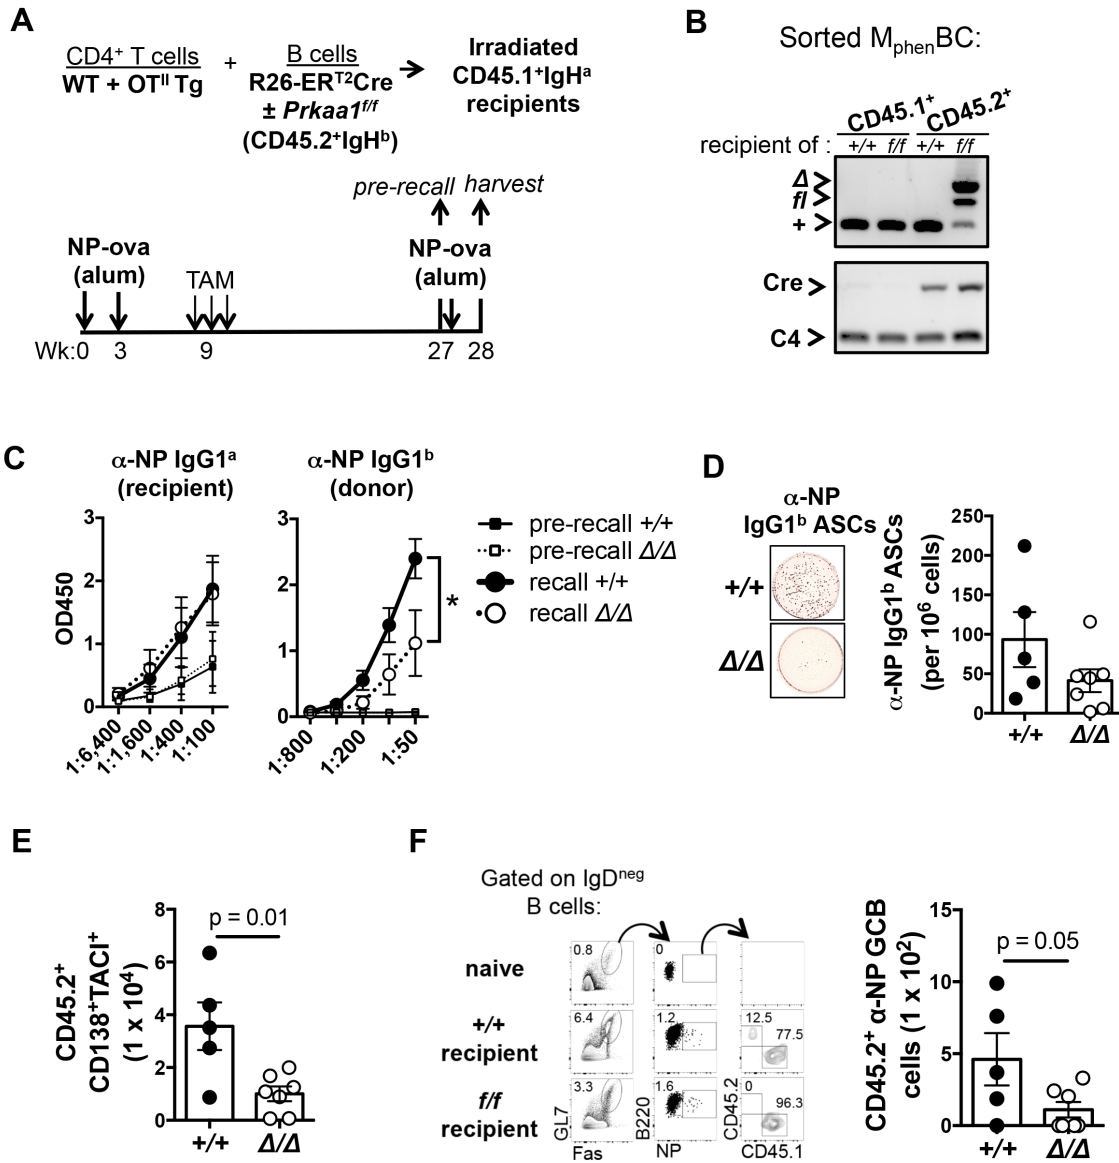 A
CD4⁺ T cells
WT + OTᴵᴵ Tg
+
B cells
R26-ERᵀ²Cre
± Prkaa1ᶠ/ᶠ
(CD45.2⁺IgHᵇ)
Irradiated
CD45.1⁺IgHᵃ
recipients
pre-recall harvest
NP-ova
(alum)
TAM
NP-ova
(alum)
Wk:0 3 9 27 28
B
Sorted MphenBC:
CD45.1⁺ CD45.2⁺
recipient of : +/+ f/f +/+ f/f
Δ
fl
+
Cre
C4
C
α-NP IgG1ᵃ
(recipient)
α-NP IgG1ᵇ
(donor)
OD450
3
2
1
0
1:6,400 1:1,600 1:400 1:100
3
2
1
0
1:800 1:200 1:50
*
pre-recall +/+
pre-recall Δ/Δ
recall +/+
recall Δ/Δ
D
α-NP
IgG1ᵇ ASCs
+/+
Δ/Δ
α-NP IgG1ᵇ ASCs
(per 10⁶ cells)
250
200
150
100
50
0
+/+ Δ/Δ
E
CD45.2⁺
CD138⁺TACI⁺
(1 x 10⁴)
8
6
4
2
0
p = 0.01
+/+ Δ/Δ
F
Gated on IgDⁿᵉᵍ
B cells:
naive
0.8 0
+/+
recipient
6.4 1.2 12.5
77.5
f/f
recipient
3.3 1.6 0
96.3
GL7
Fas
B220
NP
CD45.2
CD45.1
CD45.2⁺ α-NP GCB
cells (1 x 10²)
15
10
5
0
p = 0.05
+/+ Δ/Δ